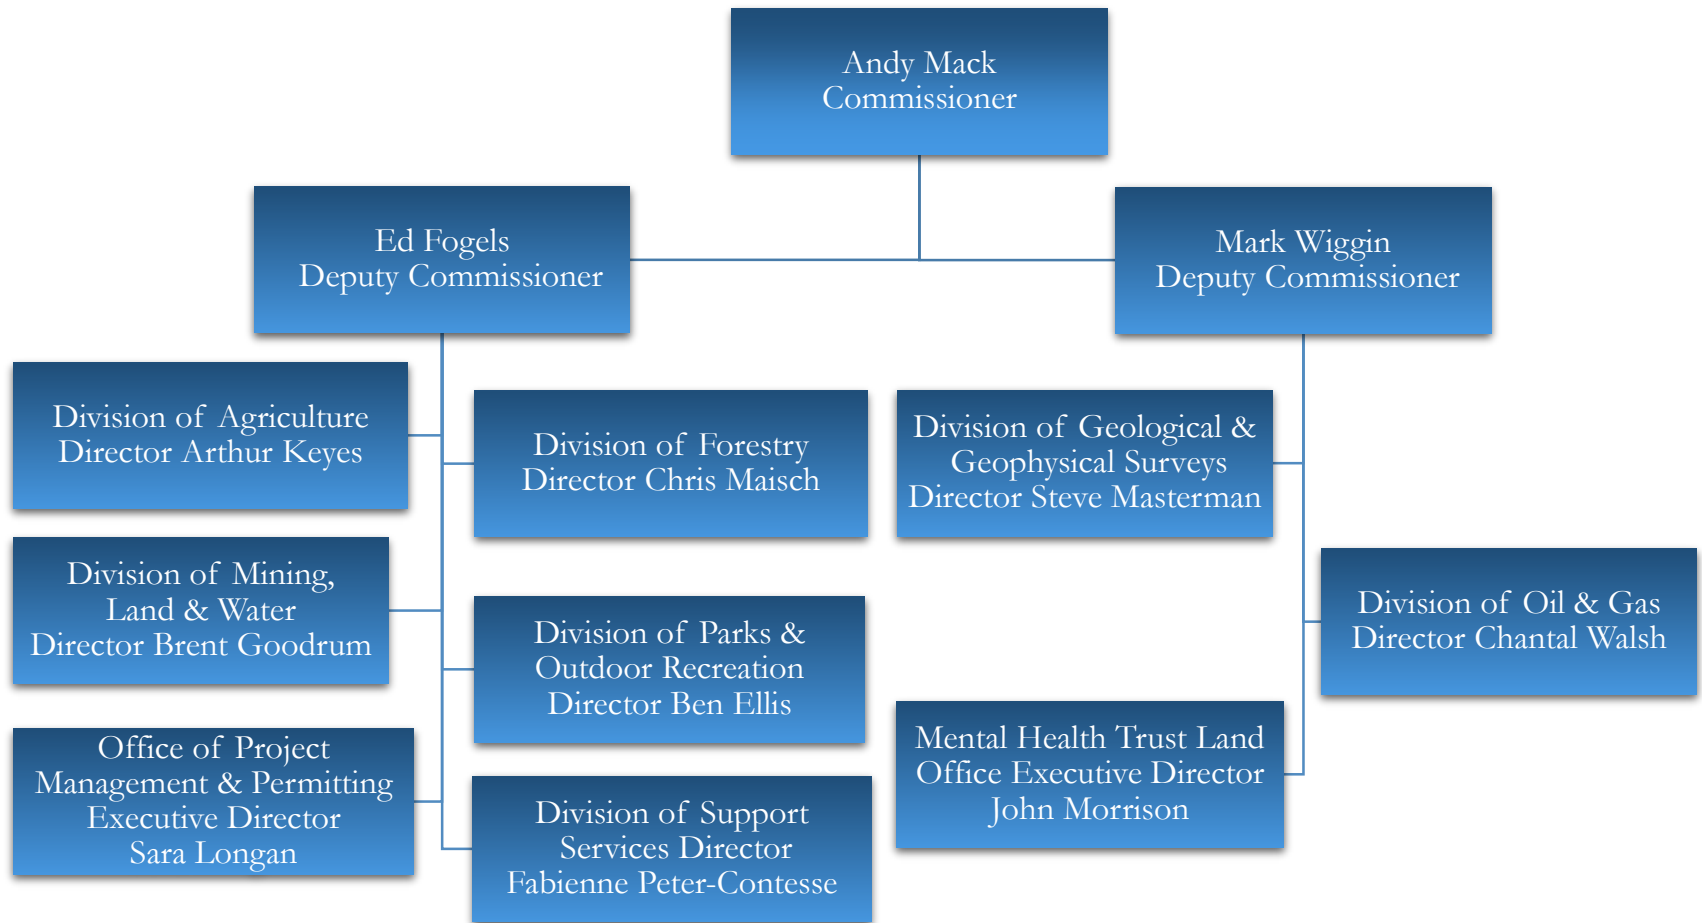 Andy Mack
Commissioner
Ed Fogels
Deputy Commissioner
Mark Wiggin
Deputy Commissioner
Division of Agriculture
Director Arthur Keyes
Division of Forestry
Director Chris Maisch
Division of Geological &
Geophysical Surveys
Director Steve Masterman
Division of Mining,
Land & Water
Director Brent Goodrum
Division of Parks &
Outdoor Recreation
Director Ben Ellis
Division of Oil & Gas
Director Chantal Walsh
Office of Project
Management & Permitting
Executive Director
Sara Longan
Division of Support
Services Director
Fabienne Peter-Contesse
Mental Health Trust Land
Office Executive Director
John Morrison